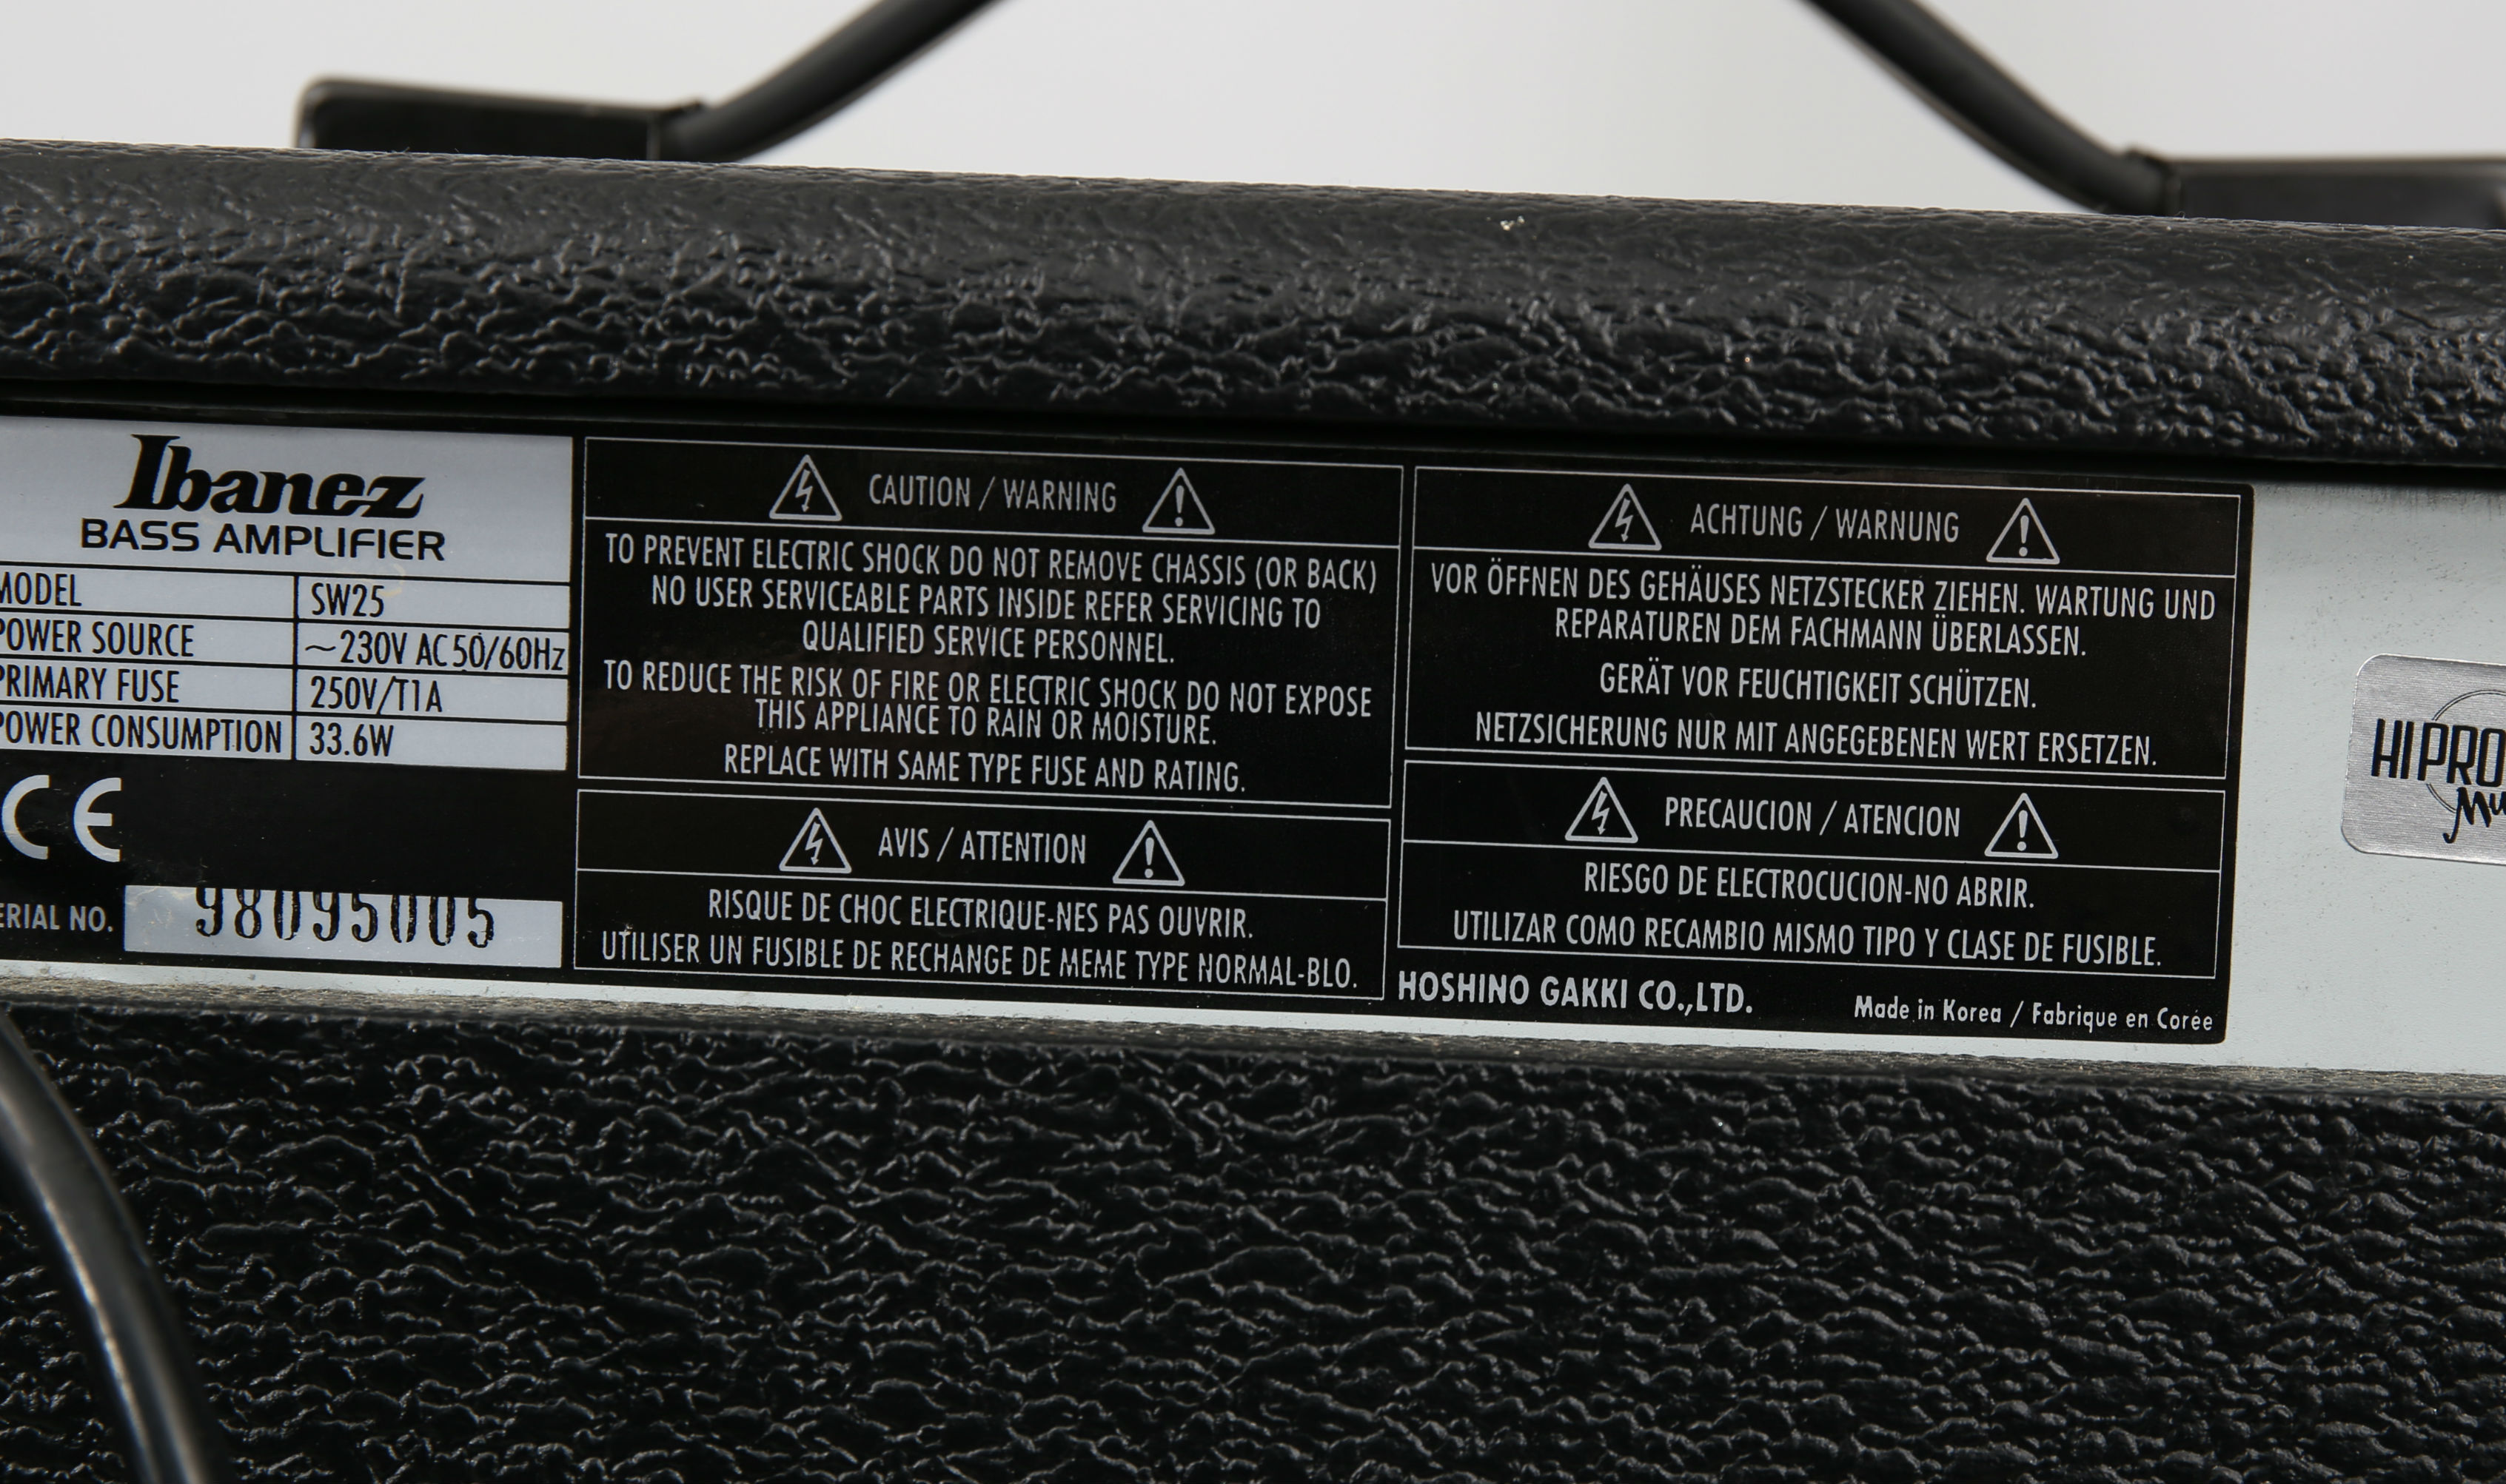 Ibanez
BASS AMPLIFIER
MODEL SW25
POWER SOURCE ~230V AC 50/60Hz
PRIMARY FUSE 250V/T1A
POWER CONSUMPTION 33.6W
CE
SERIAL NO. 98095005
CAUTION / WARNING
TO PREVENT ELECTRIC SHOCK DO NOT REMOVE CHASSIS (OR BACK)
NO USER SERVICEABLE PARTS INSIDE REFER SERVICING TO
QUALIFIED SERVICE PERSONNEL.
TO REDUCE THE RISK OF FIRE OR ELECTRIC SHOCK DO NOT EXPOSE
THIS APPLIANCE TO RAIN OR MOISTURE.
REPLACE WITH SAME TYPE FUSE AND RATING.
AVIS / ATTENTION
RISQUE DE CHOC ELECTRIQUE-NES PAS OUVRIR.
UTILISER UN FUSIBLE DE RECHANGE DE MEME TYPE NORMAL-BLO.
ACHTUNG / WARNUNG
VOR ÖFFNEN DES GEHÄUSES NETZSTECKER ZIEHEN. WARTUNG UND
REPARATUREN DEM FACHMANN ÜBERLASSEN.
GERÄT VOR FEUCHTIGKEIT SCHÜTZEN.
NETZSICHERUNG NUR MIT ANGEGEBENEN WERT ERSETZEN.
PRECAUCION / ATENCION
RIESGO DE ELECTROCUCION-NO ABRIR.
UTILIZAR COMO RECAMBIO MISMO TIPO Y CLASE DE FUSIBLE.
HOSHINO GAKKI CO.,LTD.
Made in Korea / Fabrique en Corée
HI PRO